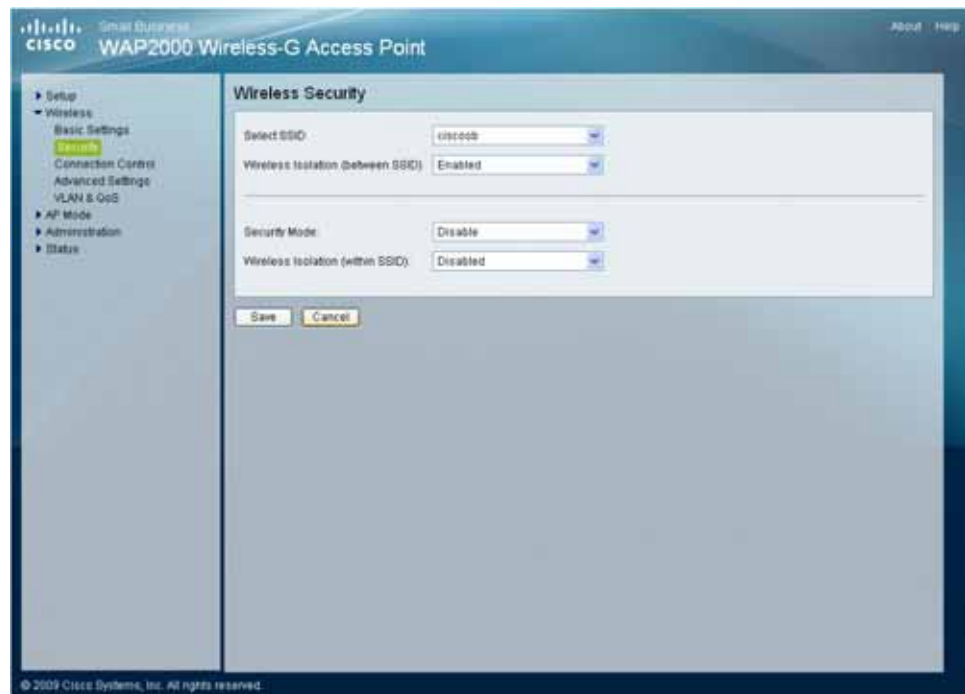 Small Business
CISCO WAP2000 Wireless-G Access Point
About Help
Setup
Wireless
Basic Settings
Security
Connection Control
Advanced Settings
VLAN & QoS
AP Mode
Administration
Status
Wireless Security
Select SSID
ciscosb
Wireless Isolation (between SSID)
Enabled
Security Mode:
Disable
Wireless Isolation (within SSID):
Disabled
Save Cancel
© 2009 Cisco Systems, Inc. All rights reserved.